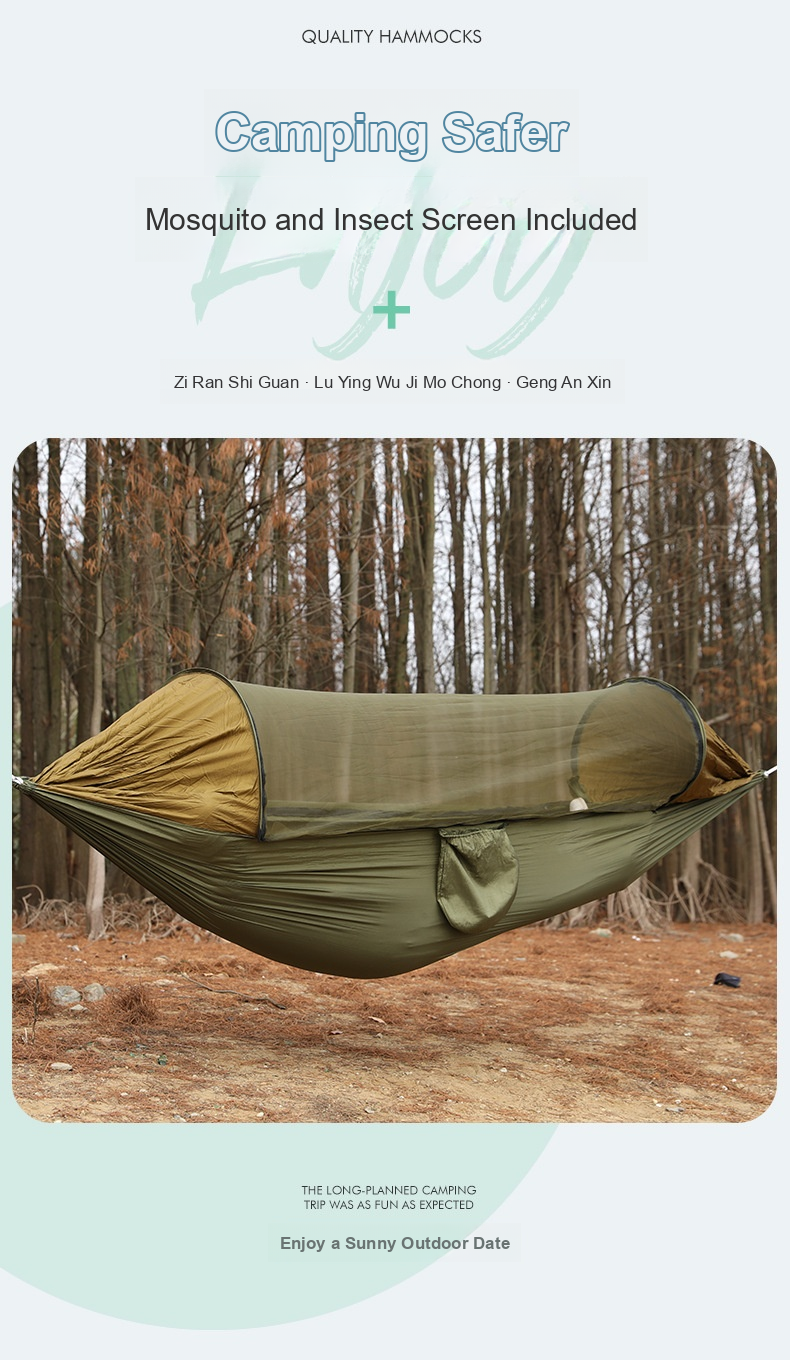 QUALITY HAMMOCKS
Camping Safer
Enjoy
Mosquito and Insect Screen Included
+
Zi Ran Shi Guan · Lu Ying Wu Ji Mo Chong · Geng An Xin
THE LONG-PLANNED CAMPING
TRIP WAS AS FUN AS EXPECTED
Enjoy a Sunny Outdoor Date